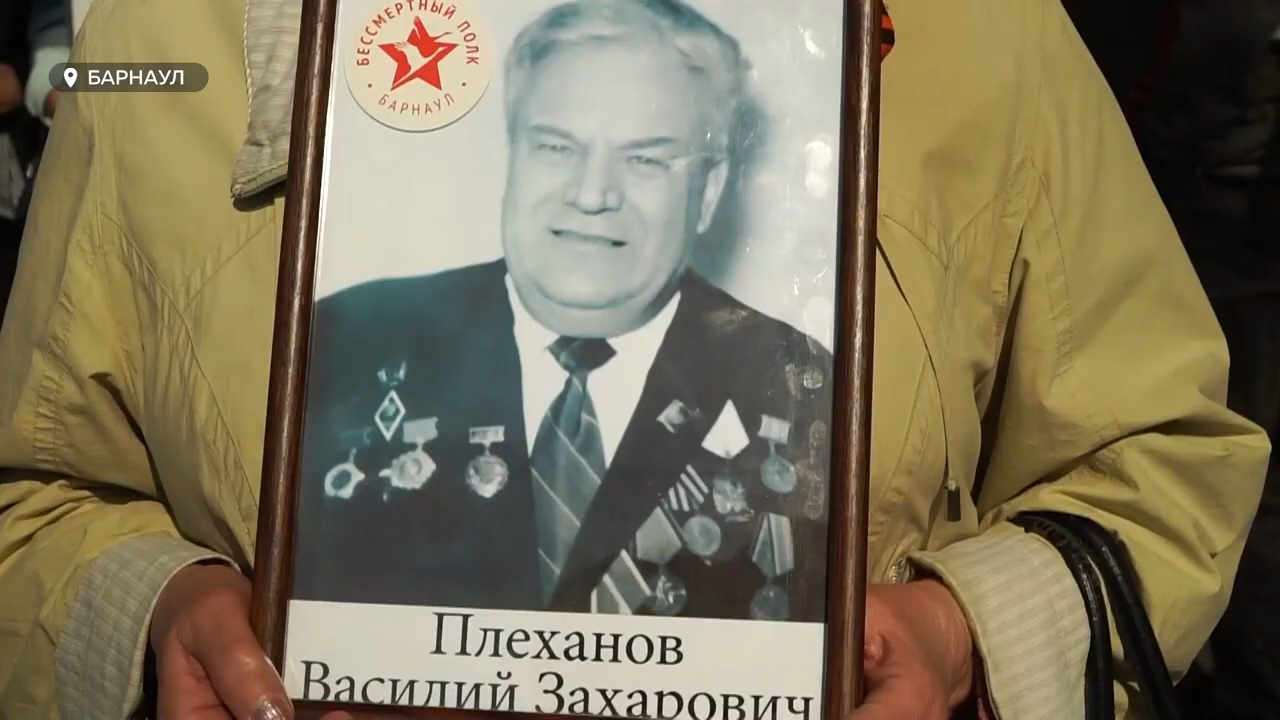 БЕССМЕРТНЫЙ ПОЛК
• БАРНАУЛ •
БАРНАУЛ
Плеханов
Василий Захарович